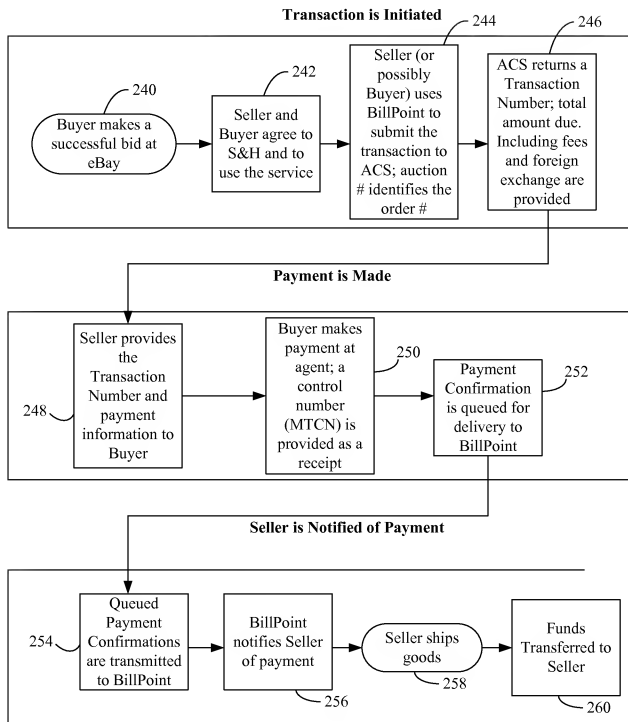 Transaction is Initiated
240
Buyer makes a
successful bid at
eBay
242
Seller and
Buyer agree to
S&H and to
use the service
244
Seller (or
possibly
Buyer) uses
BillPoint to
submit the
transaction to
ACS; auction
# identifies the
order #
246
ACS returns a
Transaction
Number; total
amount due.
Including fees
and foreign
exchange are
provided
Payment is Made
248
Seller provides
the
Transaction
Number and
payment
information to
Buyer
250
Buyer makes
payment at
agent; a
control
number
(MTCN) is
provided as a
receipt
252
Payment
Confirmation
is queued for
delivery to
BillPoint
Seller is Notified of Payment
254
Queued
Payment
Confirmations
are transmitted
to BillPoint
BillPoint
notifies Seller
of payment
256
Seller ships
goods
258
Funds
Transferred to
Seller
260